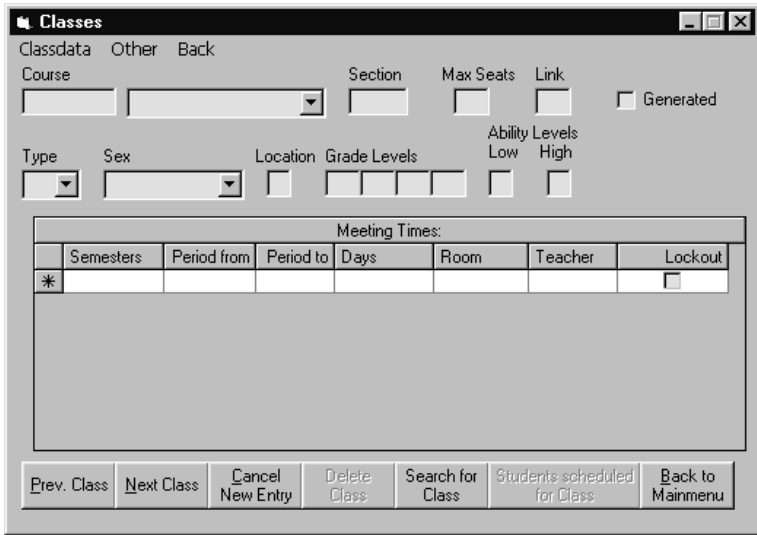 Classes
Classdata Other Back
Course Section Max Seats Link
Generated
Ability Levels
Type Sex Location Grade Levels Low High
Meeting Times:
Semesters Period from Period to Days Room Teacher Lockout
Prev. Class Next Class Cancel New Entry Delete Class Search for Class Students scheduled for Class Back to Mainmenu